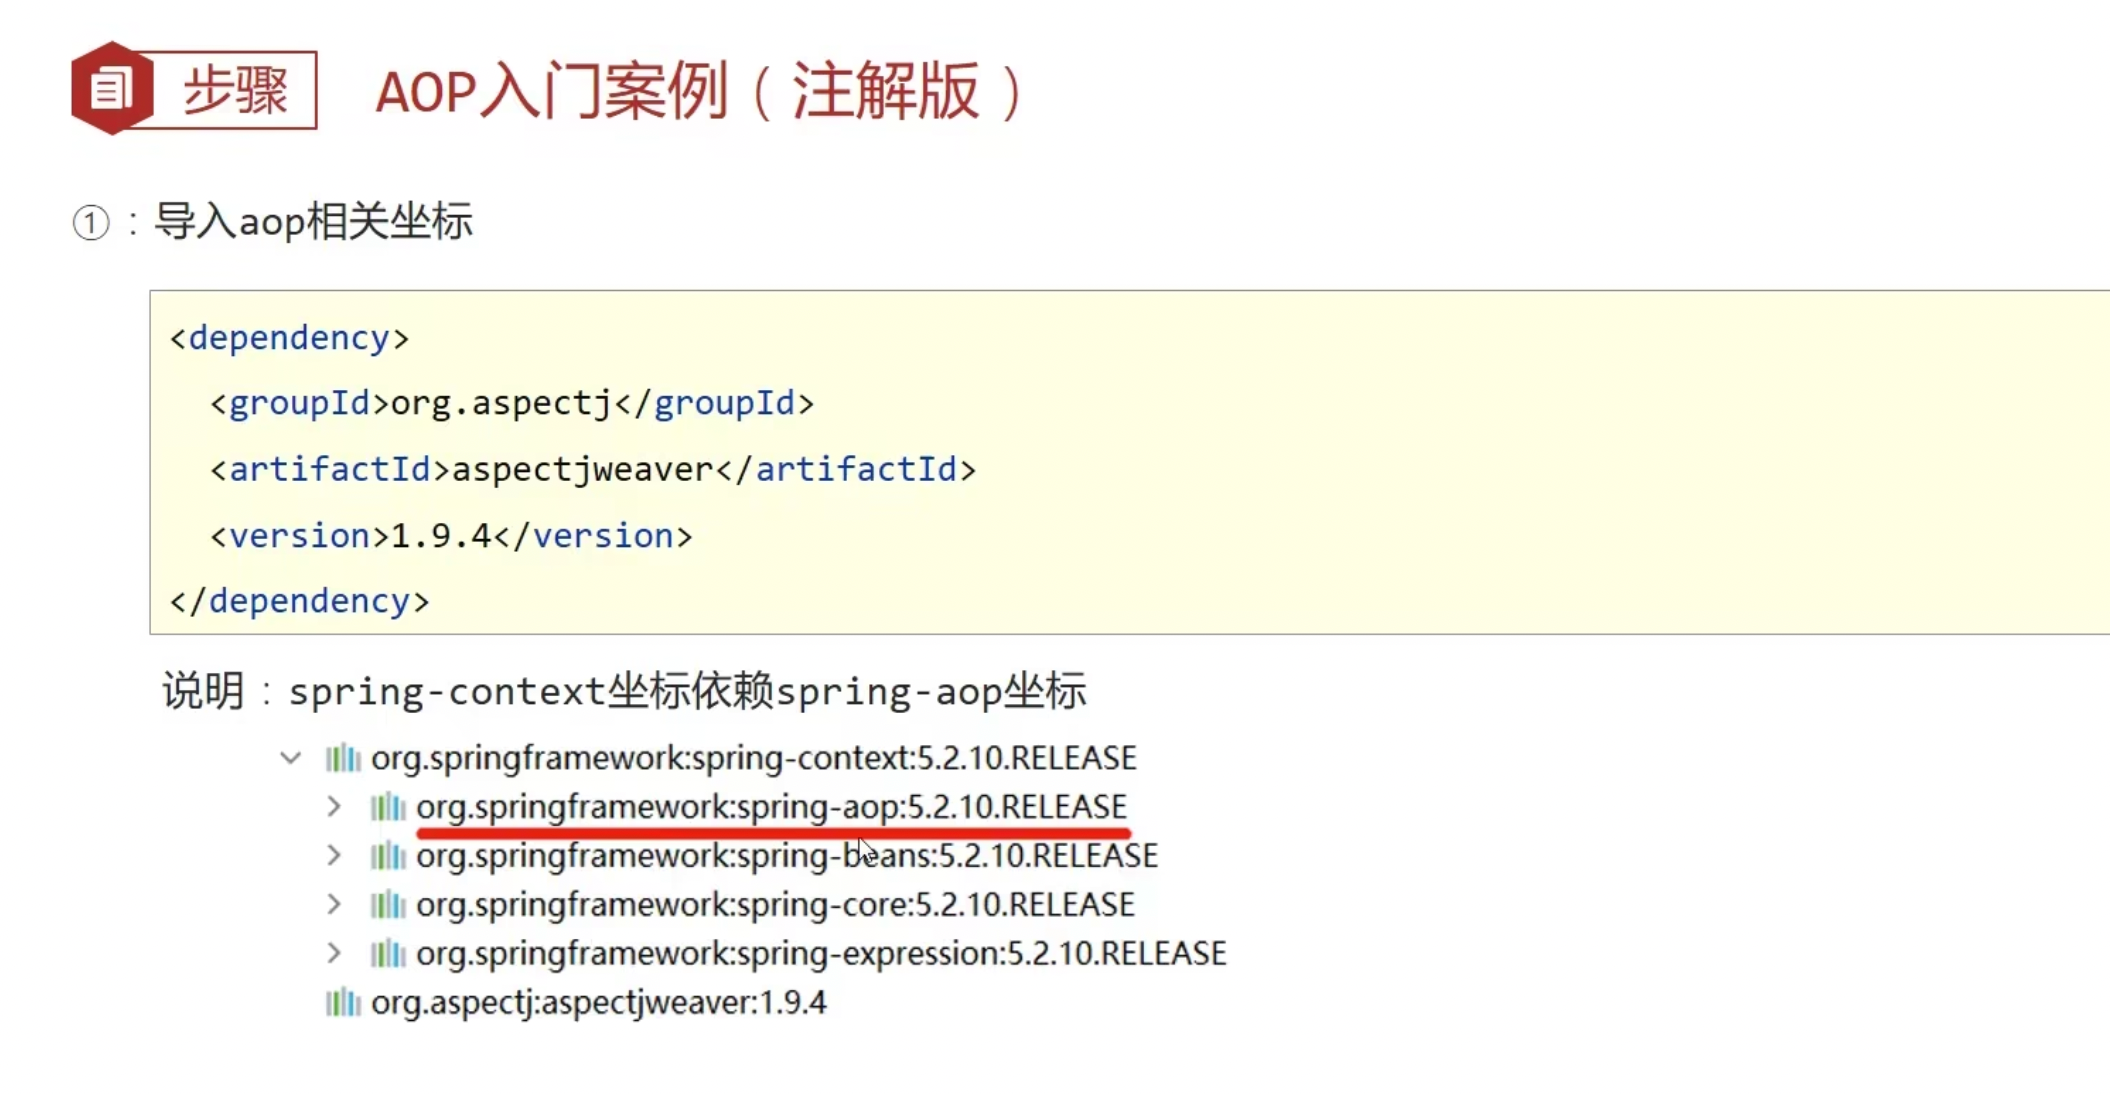 步骤 AOP入门案例（注解版）
①：导入aop相关坐标
<dependency>
<groupId>org.aspectj</groupId>
<artifactId>aspectjweaver</artifactId>
<version>1.9.4</version>
</dependency>
说明：spring-context坐标依赖spring-aop坐标
org.springframework:spring-context:5.2.10.RELEASE
org.springframework:spring-aop:5.2.10.RELEASE
org.springframework:spring-beans:5.2.10.RELEASE
org.springframework:spring-core:5.2.10.RELEASE
org.springframework:spring-expression:5.2.10.RELEASE
org.aspectj:aspectjweaver:1.9.4